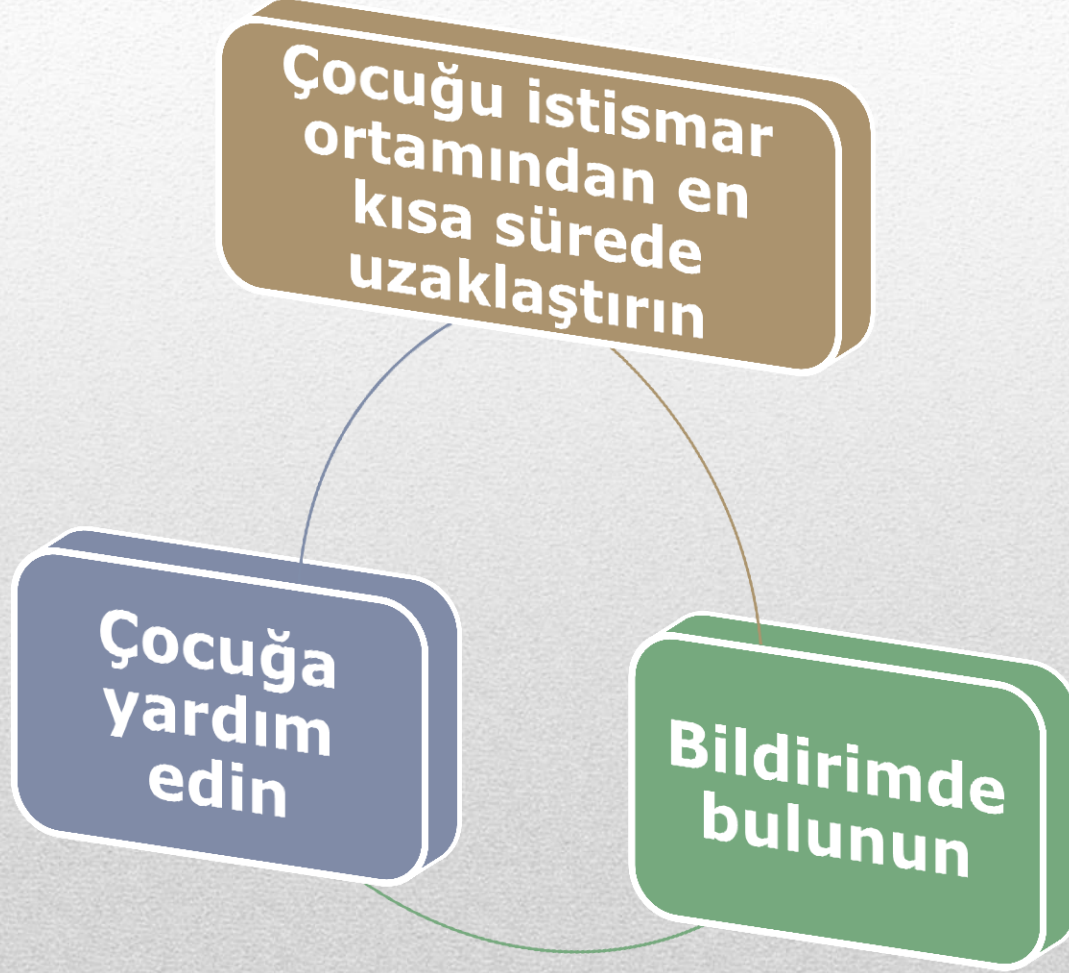 Çocuğu istismar
ortamından en
kısa sürede
uzaklaştırın
Çocuğa
yardım
edin
Bildirimde
bulunun